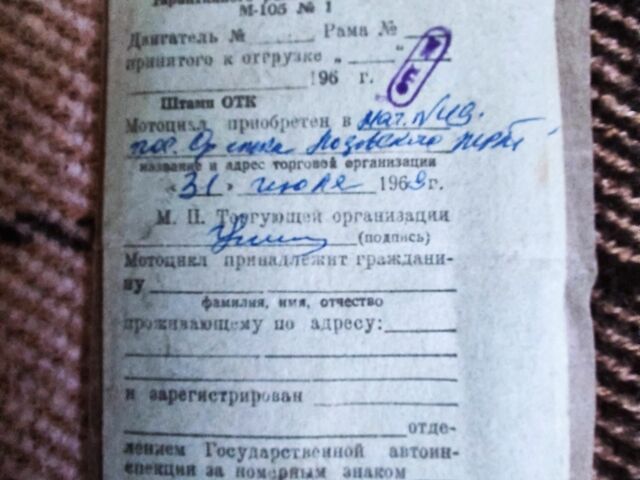 М-105 № 1
Двигатель № Рама №
принятого к отгрузке „ “
196 г.
Штамп ОТК
Мотоцикл приобретен в маг. №49.
пос.
название и адрес торговой организации
«31» июля 1969 г.
М. П. Торгующей организации
(подпись)
Мотоцикл принадлежит граждани-
ну
фамилия, имя, отчество
проживающему по адресу:
и зарегистрирован
отде-
лением Государственной автоин-
спекции за номерным знаком